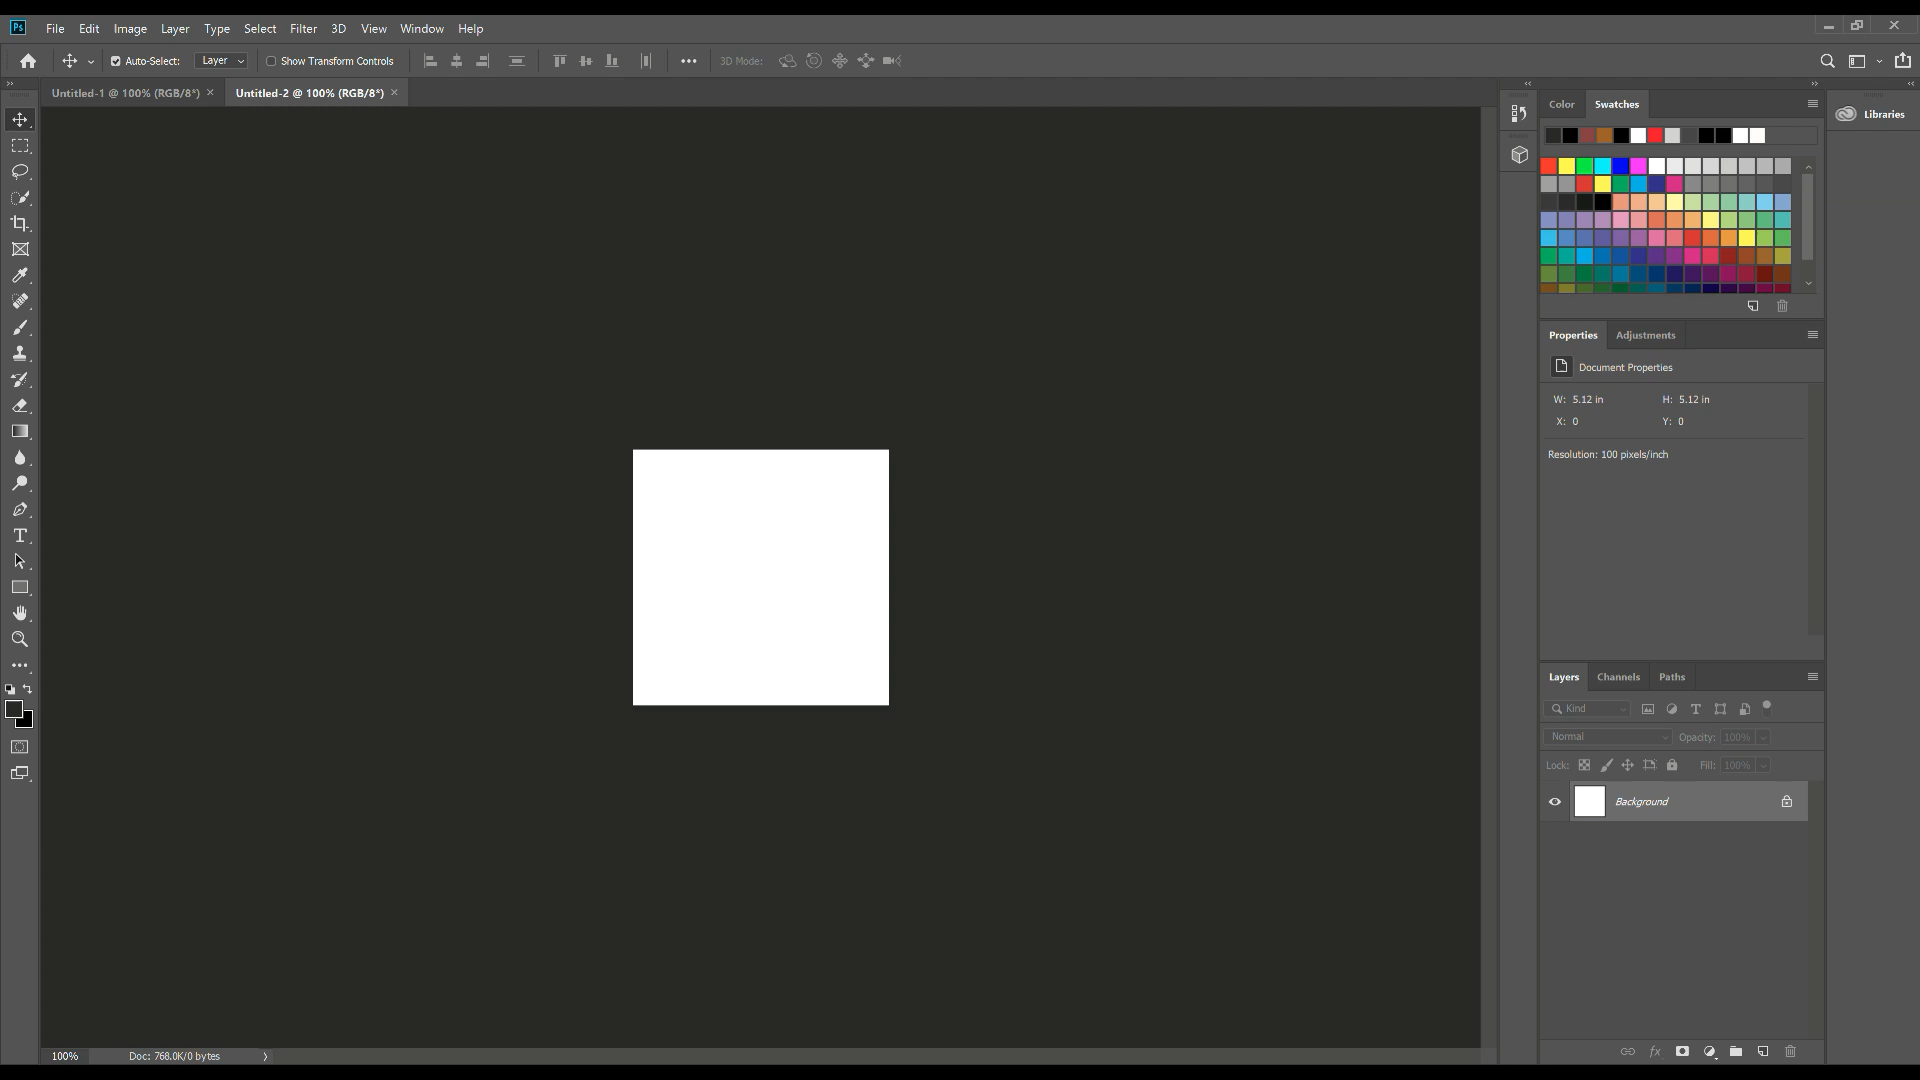 Ps File Edit Image Layer Type Select Filter 3D View Window Help
Auto-Select: Layer Show Transform Controls 3D Mode:
Untitled-1 @ 100% (RGB/8*) Untitled-2 @ 100% (RGB/8*)
Color Swatches
Libraries
Properties Adjustments
Document Properties
W: 5.12 in H: 5.12 in
X: 0 Y: 0
Resolution: 100 pixels/inch
Layers Channels Paths
Kind
Normal Opacity: 100%
Lock: Fill: 100%
Background
fx
100% Doc: 768.0K/0 bytes